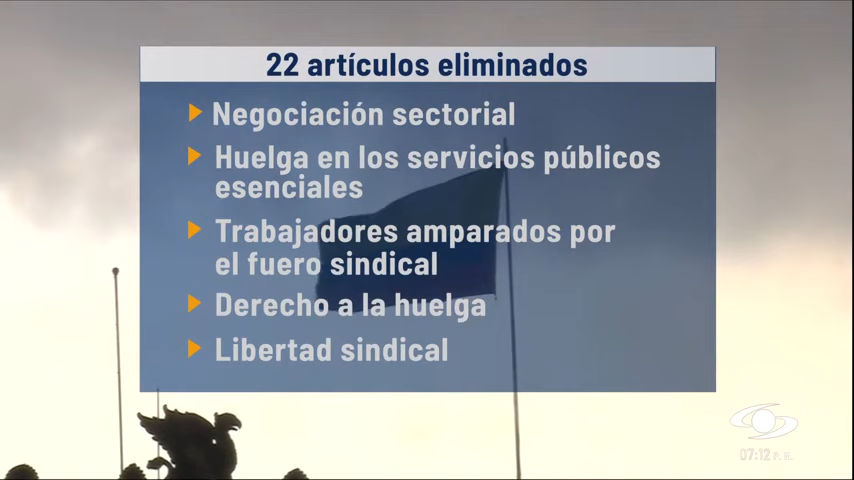 22 artículos eliminados
Negociación sectorial
Huelga en los servicios públicos
esenciales
Trabajadores amparados por
el fuero sindical
Derecho a la huelga
Libertad sindical
07:12 P. M.